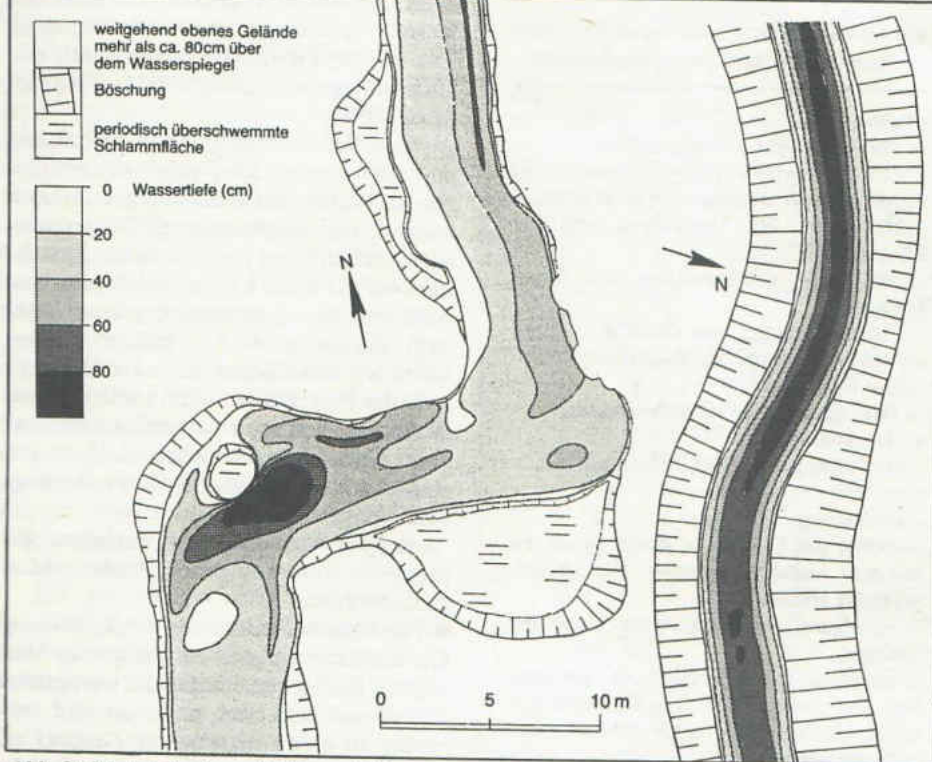 weitgehend ebenes Gelände
mehr als ca. 80cm über
dem Wasserspiegel
Böschung
periodisch überschwemmte
Schlammfläche
0 Wassertiefe (cm)
20
40
60
80
N
N
0 5 10 m